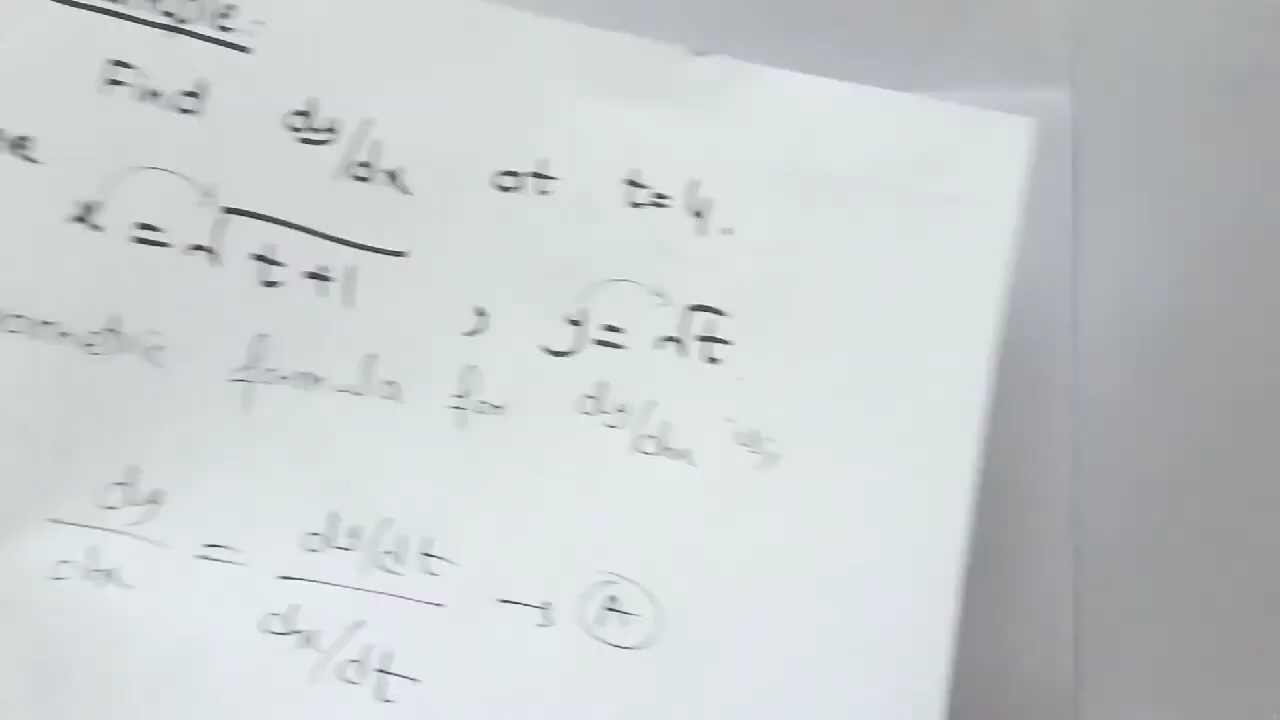 Find dy/dx at t=4.
x = √t+1 , y = √t
formula for dy/dx is,
dy/dx = dy/dt / dx/dt → A